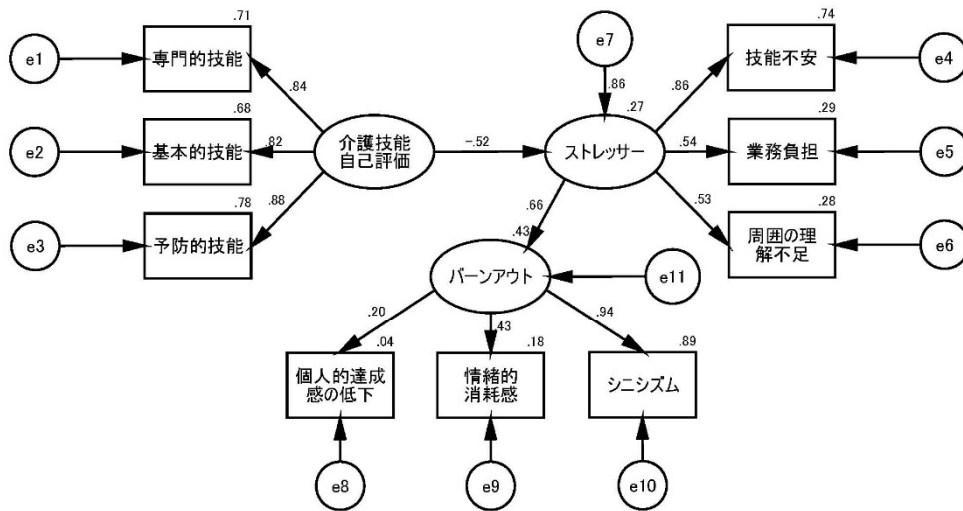 .71
e1
専門的技能
.84
.68
e2
基本的技能
.82
介護技能
自己評価
.78
e3
予防的技能
.88
-.52
e7
.86
.27
ストレッサー
.74
技能不安
e4
.86
.29
業務負担
e5
.54
.28
周囲の理
解不足
e6
.53
.66
.43
バーンアウト
e11
.20
.04
個人的達成
感の低下
e8
.43
.18
情緒的
消耗感
e9
.94
.89
シニシズム
e10